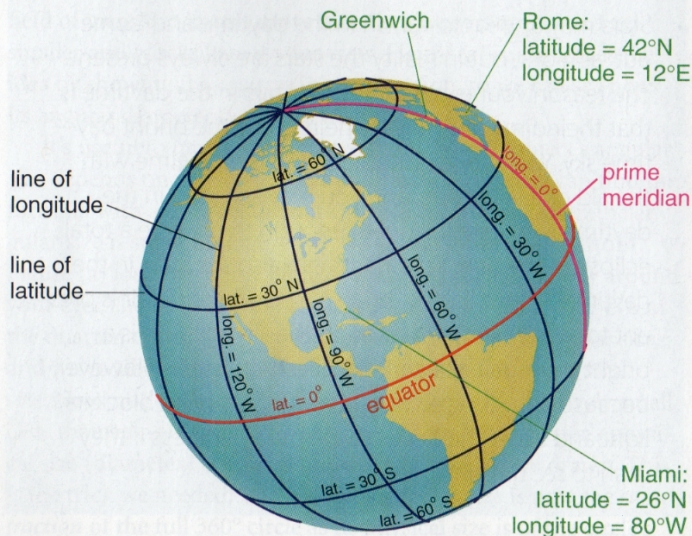 Greenwich
Rome:
latitude = 42°N
longitude = 12°E
line of
longitude
line of
latitude
prime
meridian
lat. = 60° N
long. = 0°
long. = 30° W
lat. = 30° N
long. = 60° W
long. = 90° W
long. = 120° W
lat. = 0°
equator
lat. = 30° S
lat. = 60° S
Miami:
latitude = 26°N
longitude = 80°W